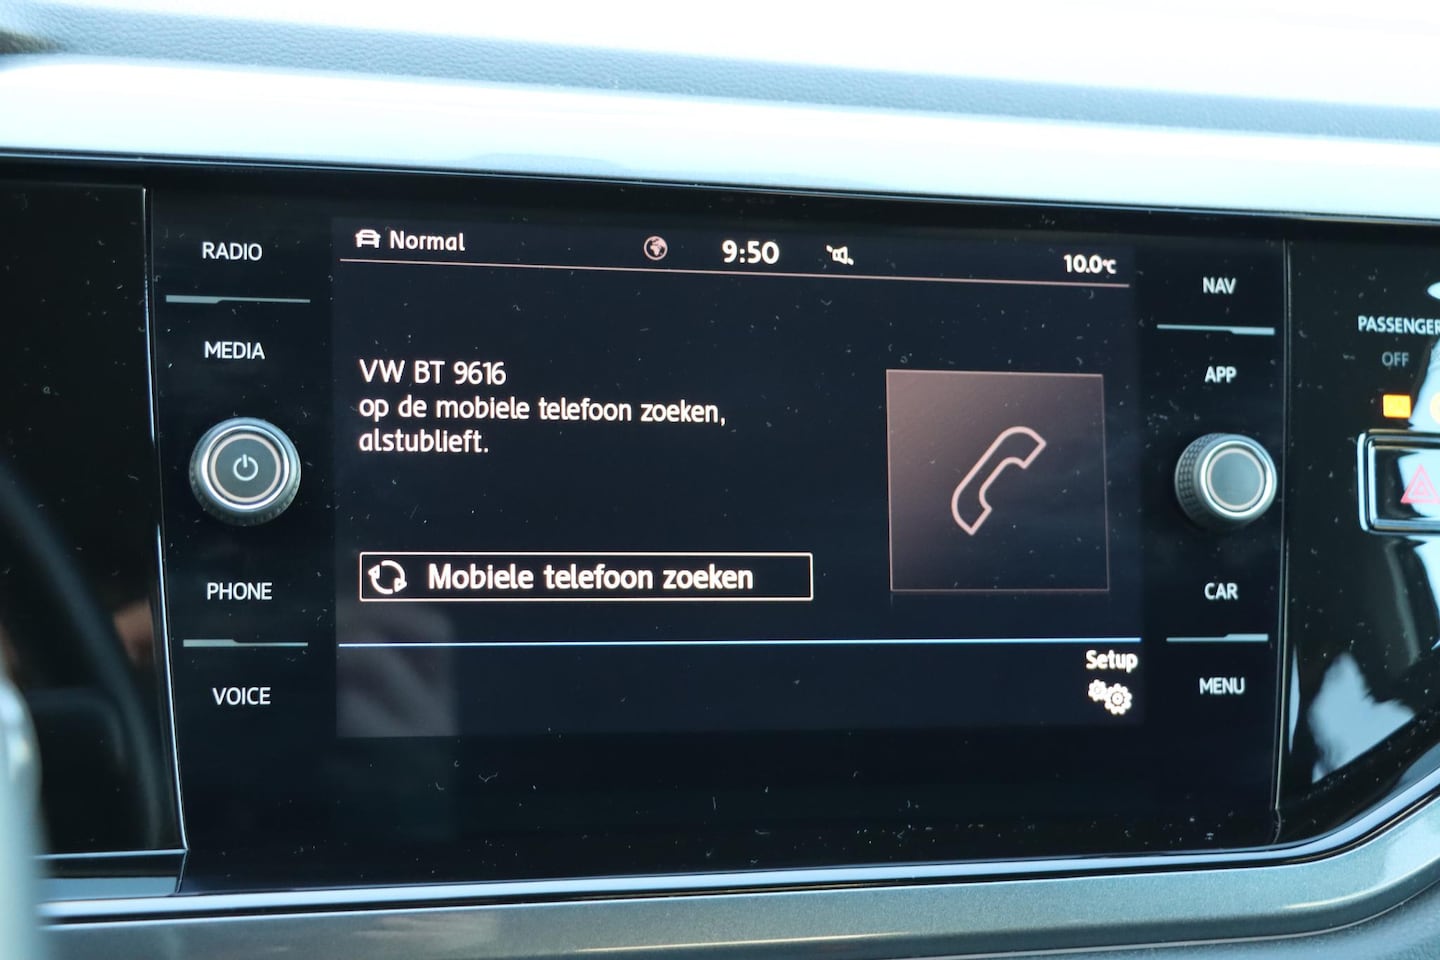 RADIO
MEDIA
PHONE
VOICE
Normal
9:50
10.0°C
VW BT 9616
op de mobiele telefoon zoeken,
alstublieft.
Mobiele telefoon zoeken
Setup
NAV
APP
CAR
MENU
PASSENGER
OFF